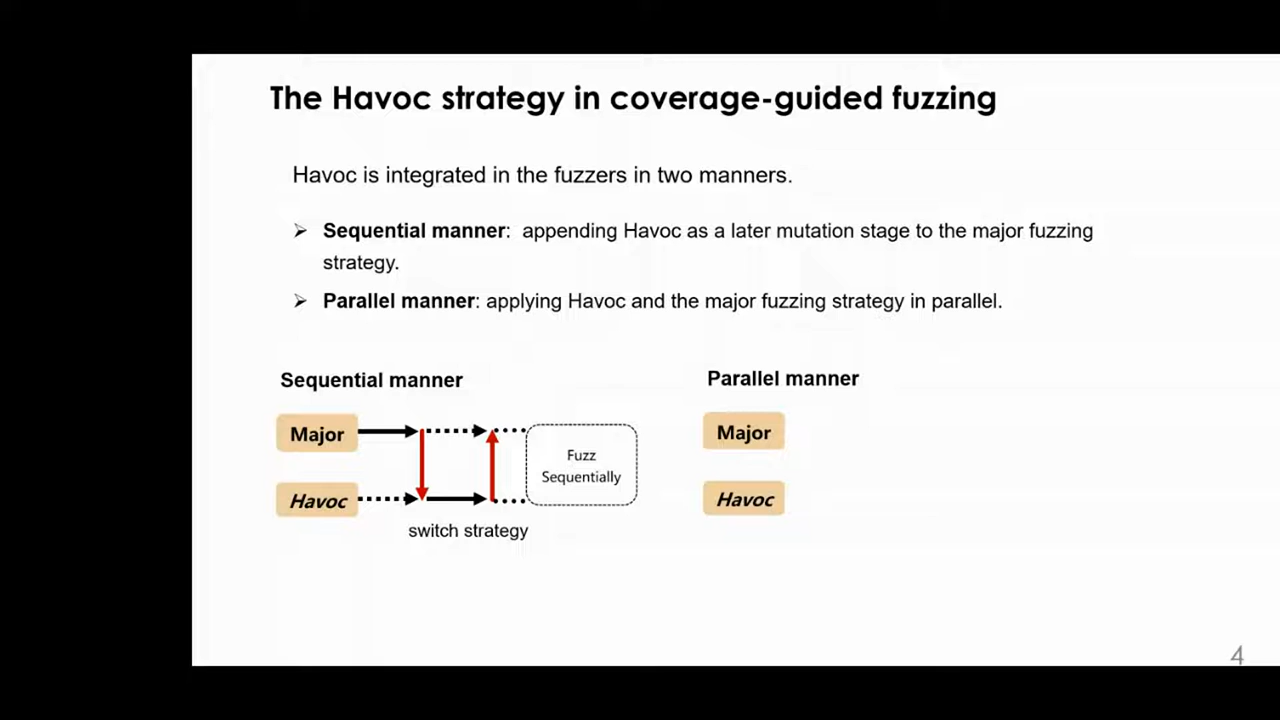 The Havoc strategy in coverage-guided fuzzing
Havoc is integrated in the fuzzers in two manners.
➢ Sequential manner: appending Havoc as a later mutation stage to the major fuzzing
strategy.
➢ Parallel manner: applying Havoc and the major fuzzing strategy in parallel.
Sequential manner
Major
Havoc
switch strategy
Fuzz
Sequentially
Parallel manner
Major
Havoc
4